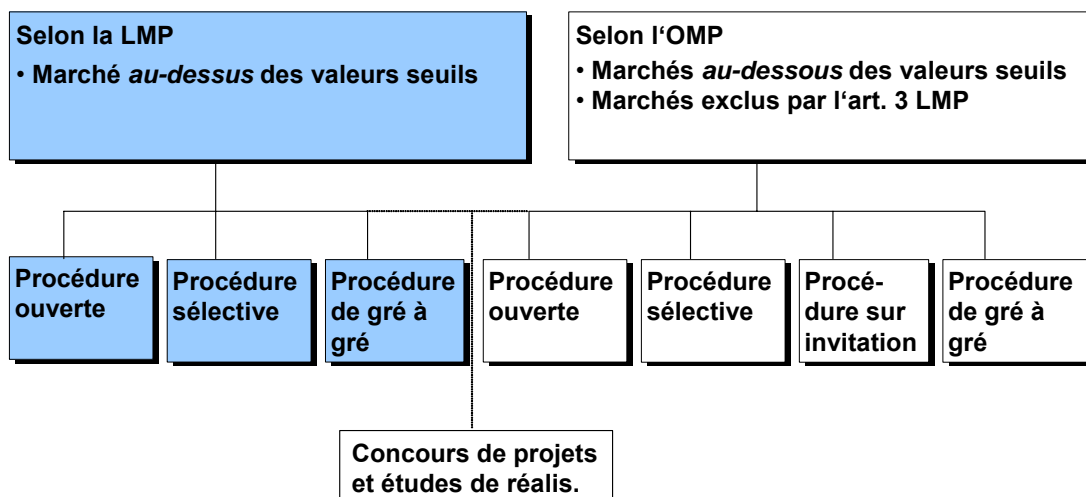 Selon la LMP
• Marché au-dessus des valeurs seuils
Selon l‘OMP
• Marchés au-dessous des valeurs seuils
• Marchés exclus par l‘art. 3 LMP
Procédure
ouverte
Procédure
sélective
Procédure
de gré à
gré
Procédure
ouverte
Procédure
sélective
Procé-
dure sur
invitation
Procédure
de gré à
gré
Concours de projets
et études de réalis.